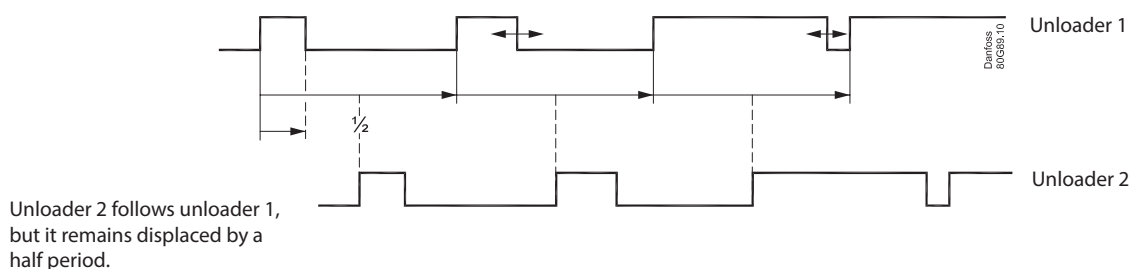 Unloader 1
Danfoss
80G89.10
½
Unloader 2
Unloader 2 follows unloader 1,
but it remains displaced by a
half period.